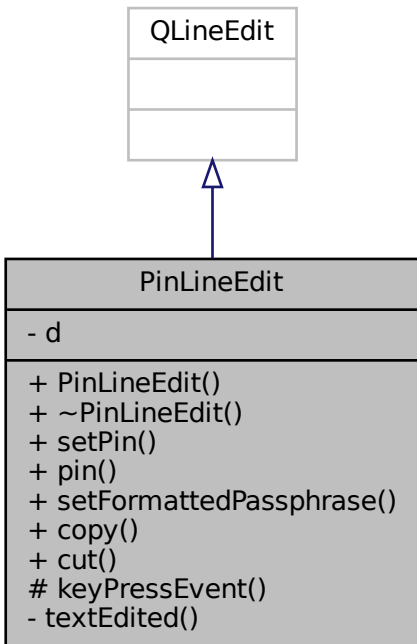 QLineEdit
PinLineEdit
- d
+ PinLineEdit()
+ ~PinLineEdit()
+ setPin()
+ pin()
+ setFormattedPassphrase()
+ copy()
+ cut()
# keyPressEvent()
- textEdited()